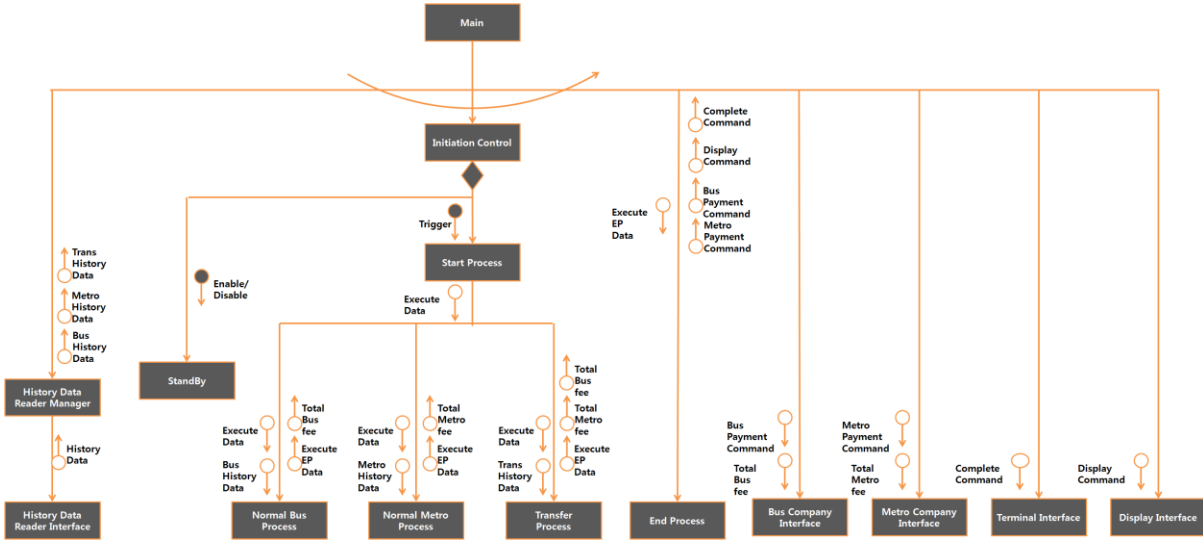 Main
Initiation Control
Complete
Command
Display
Command
Bus
Payment
Command
Metro
Payment
Command
Execute
EP
Data
Trigger
Start Process
Trans
History
Data
Metro
History
Data
Bus
History
Data
Enable/
Disable
Execute
Data
History Data
Reader Manager
StandBy
History
Data
Execute
Data
Bus
History
Data
Total
Bus
fee
Execute
EP
Data
Execute
Data
Metro
History
Data
Total
Metro
fee
Execute
EP
Data
Execute
Data
Trans
History
Data
Total
Bus
fee
Total
Metro
fee
Execute
EP
Data
Bus
Payment
Command
Total
Bus
fee
Metro
Payment
Command
Total
Metro
fee
Complete
Command
Display
Command
History Data
Reader Interface
Normal Bus
Process
Normal Metro
Process
Transfer
Process
End Process
Bus Company
Interface
Metro Company
Interface
Terminal Interface
Display Interface